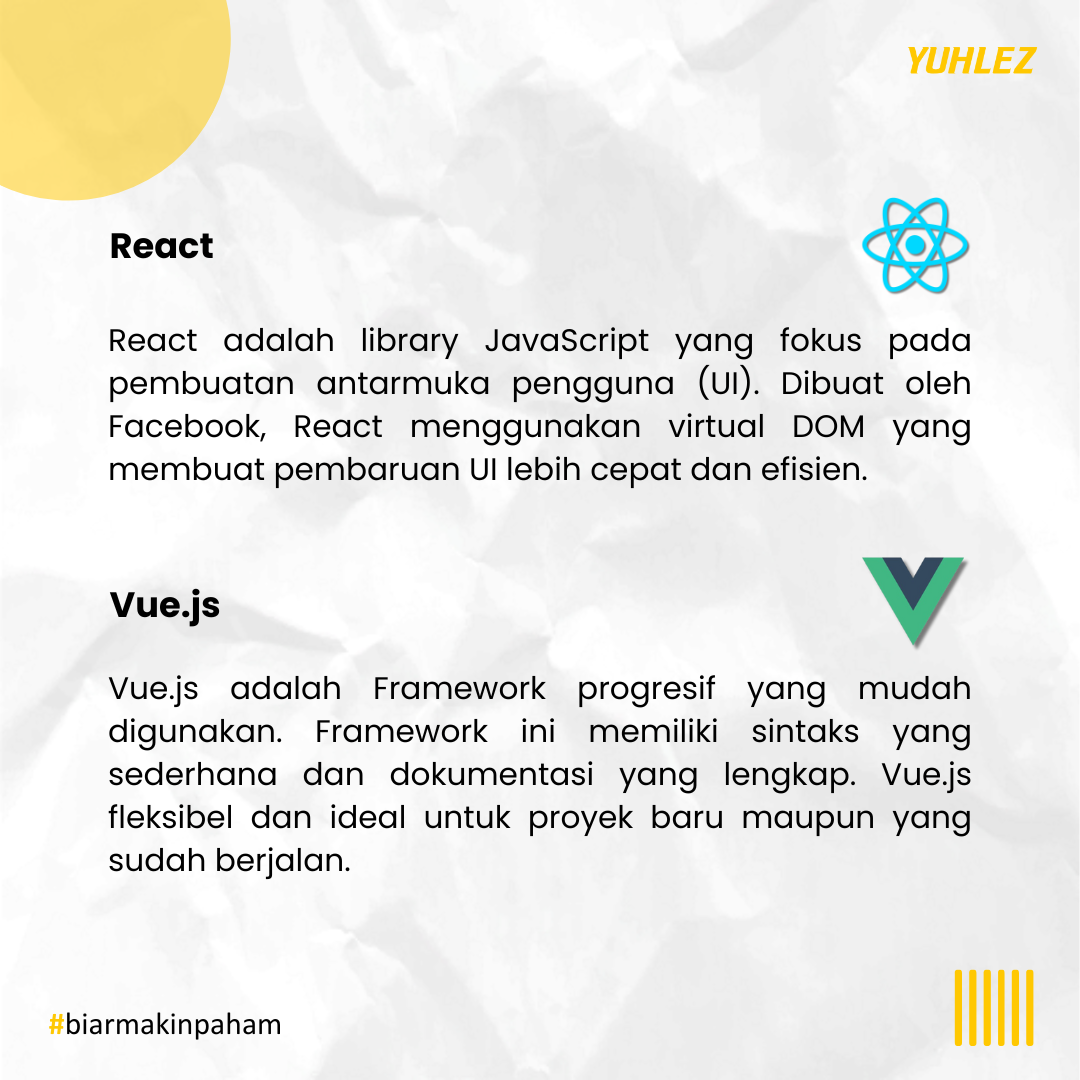 YUHLEZ
React
React adalah library JavaScript yang fokus pada
pembuatan antarmuka pengguna (UI). Dibuat oleh
Facebook, React menggunakan virtual DOM yang
membuat pembaruan UI lebih cepat dan efisien.
Vue.js
Vue.js adalah Framework progresif yang mudah
digunakan. Framework ini memiliki sintaks yang
sederhana dan dokumentasi yang lengkap. Vue.js
fleksibel dan ideal untuk proyek baru maupun yang
sudah berjalan.
#biarmakinpaham